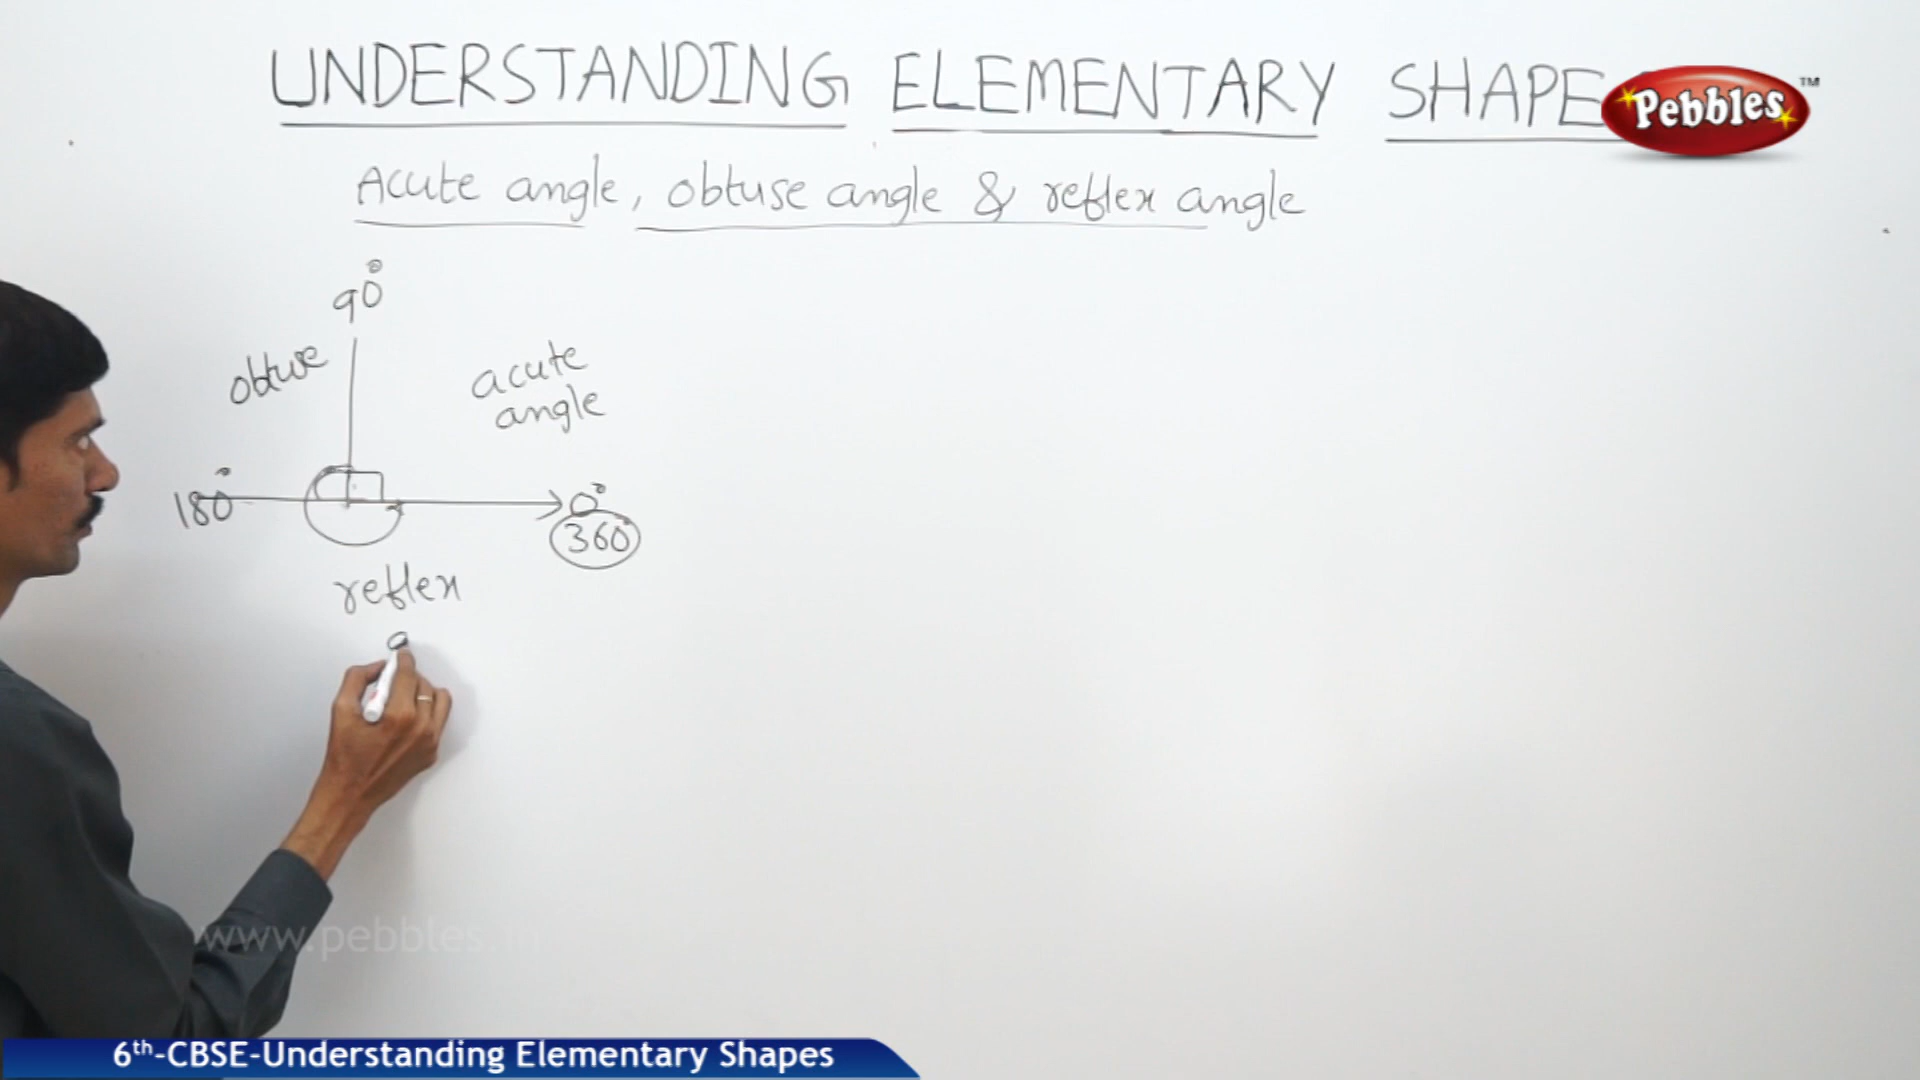 UNDERSTANDING ELEMENTARY SHAPE
Pebbles™
Acute angle, obtuse angle & reflex angle
90°
obtuse
acute
angle
180°
0°
360°
reflex
a
www.pebbles.in
6th-CBSE-Understanding Elementary Shapes